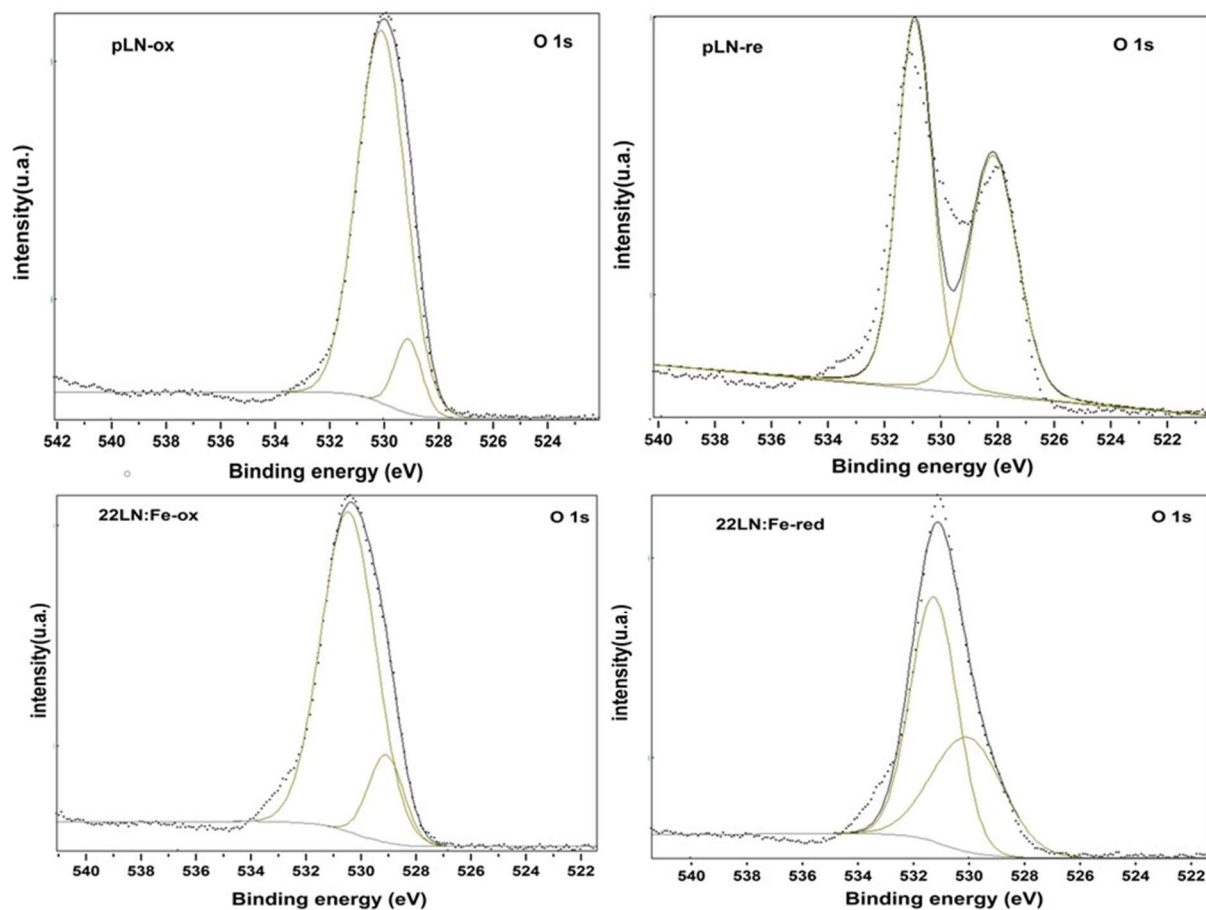 pLN-ox
O 1s
intensity(u.a.)
542 540 538 536 534 532 530 528 526 524
Binding energy (eV)
pLN-re
O 1s
intensity(u.a.)
540 538 536 534 532 530 528 526 524 522
Binding energy (eV)
22LN:Fe-ox
O 1s
intensity(u.a.)
540 538 536 534 532 530 528 526 524 522
Binding energy (eV)
22LN:Fe-red
O 1s
intensity(u.a.)
540 538 536 534 532 530 528 526 524 522
Binding energy (eV)